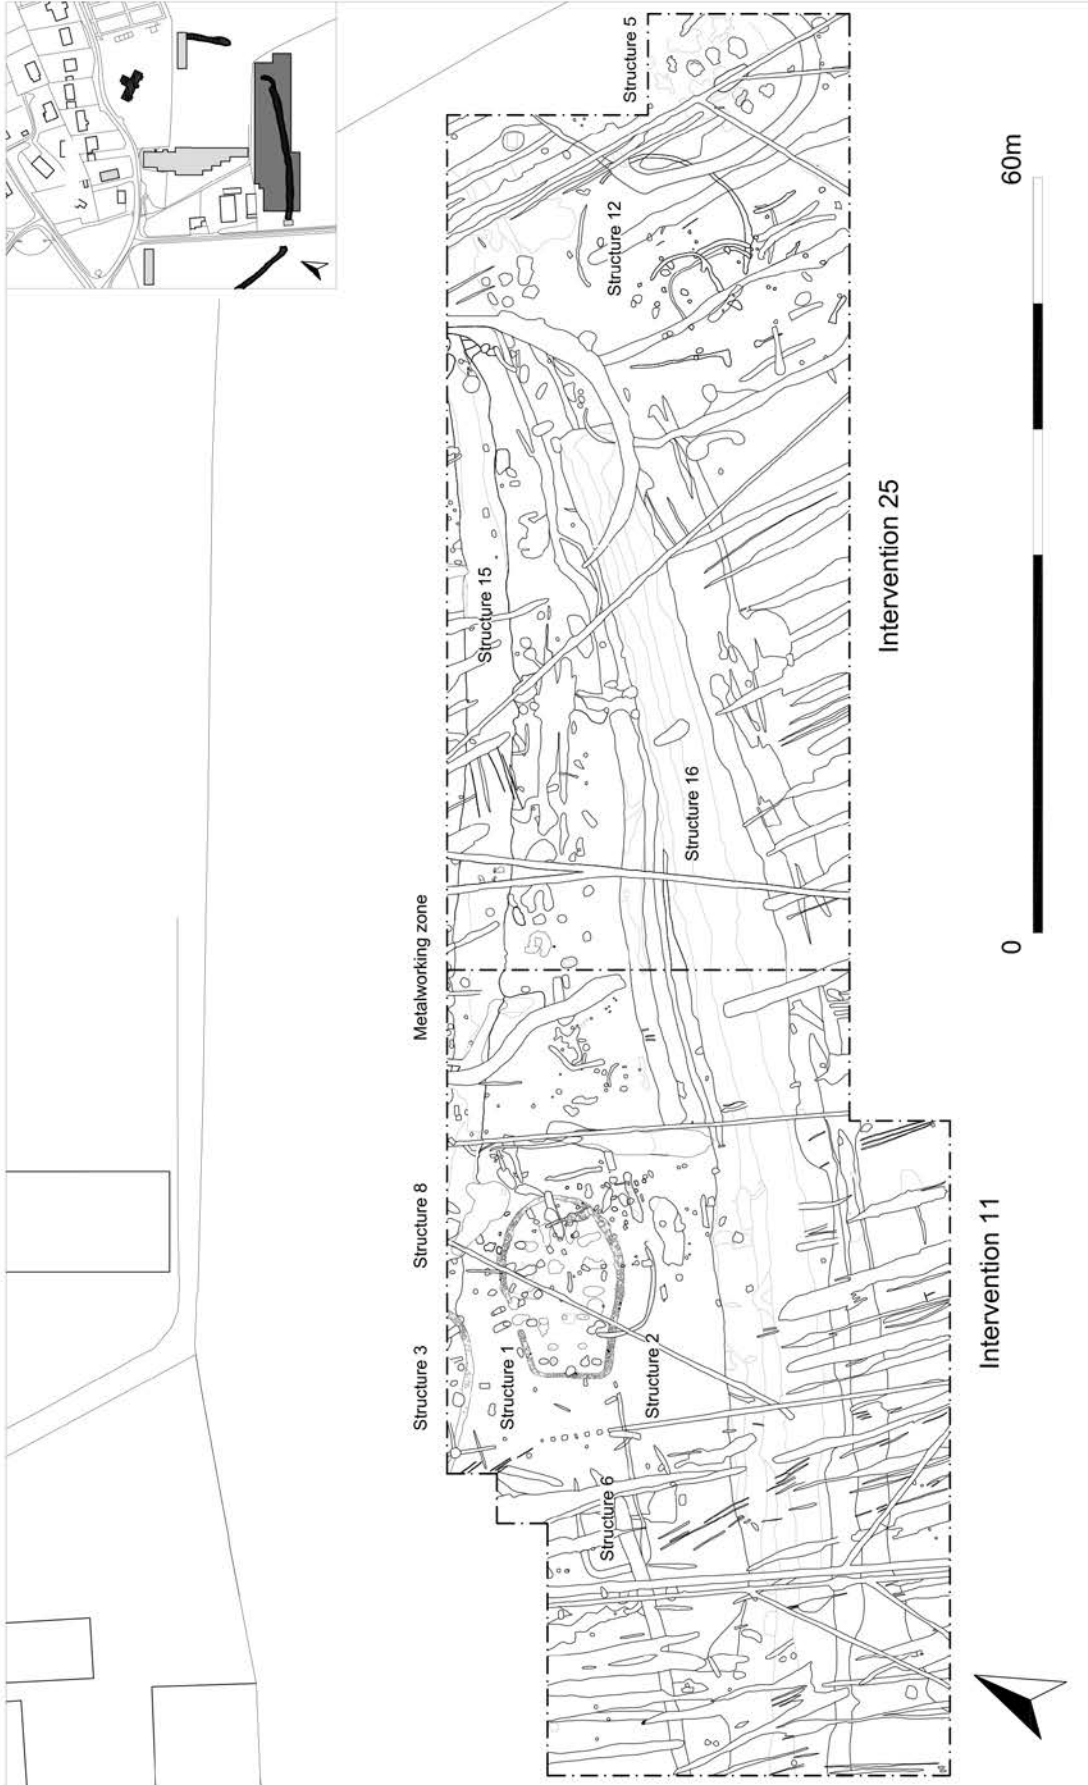 Structure 5
Structure 12
Structure 15
Structure 16
Metalworking zone
Structure 8
Structure 3
Structure 1
Structure 2
Structure 6
Intervention 25
Intervention 11
0
60m